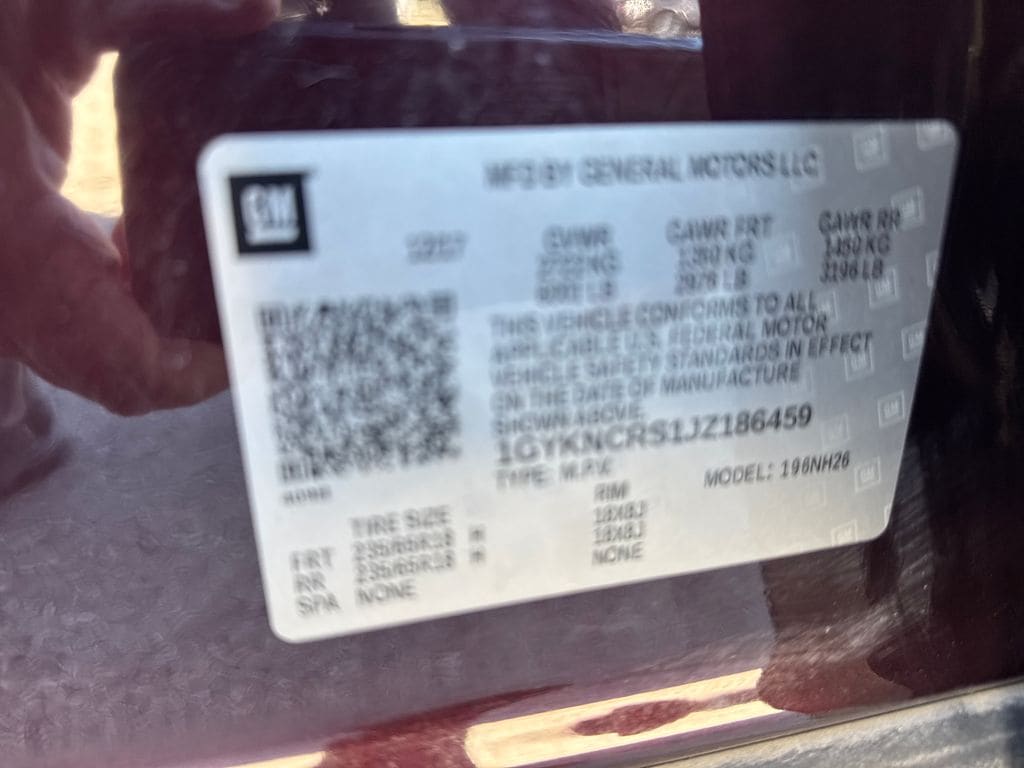 GM
MFD BY GENERAL MOTORS LLC
GVWR GAWR FRT GAWR RR
KG 1350 KG 1450 KG
LB 2976 LB 3196 LB
THIS VEHICLE CONFORMS TO ALL
APPLICABLE U.S. FEDERAL MOTOR
VEHICLE SAFETY STANDARDS IN EFFECT
ON THE DATE OF MANUFACTURE
SHOWN ABOVE.
1GYKNCRS1JZ186459
TYPE: M.P.V. MODEL: 196NH26
TIRE SIZE RIM
FRT 235/65R18 H 18X8J
RR 235/65R18 H 18X8J
SPA NONE NONE